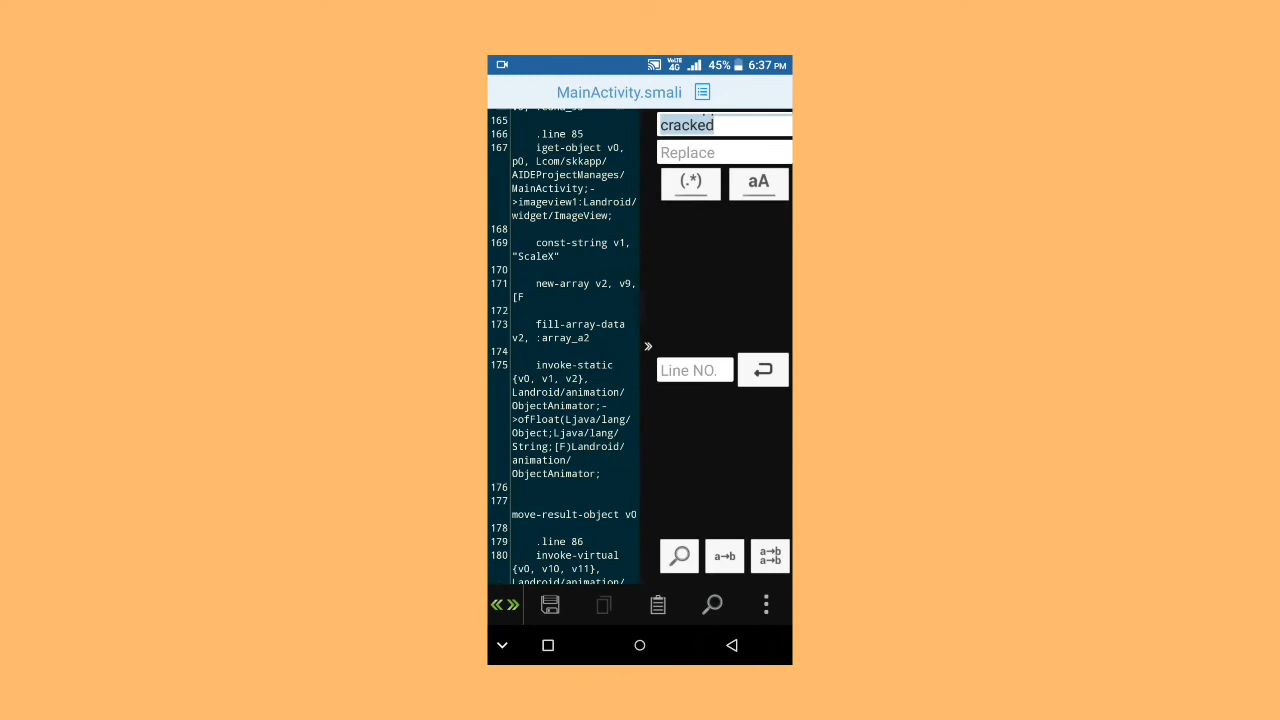 45% 6:37 PM
VoLTE
4G
MainActivity.smali
165
166 .line 85
167 iget-object v0,
p0, Lcom/skkapp/
AIDEProjectManages/
MainActivity;-
>imageview1:Landroid/
widget/ImageView;
168
169 const-string v1,
"ScaleX"
170
171 new-array v2, v9,
[F
172
173 fill-array-data
v2, :array_a2
174
175 invoke-static
{v0, v1, v2},
Landroid/animation/
ObjectAnimator;-
>ofFloat(Ljava/lang/
Object;Ljava/lang/
String;[F)Landroid/
animation/
ObjectAnimator;
176
177
move-result-object v0
178
179 .line 86
180 invoke-virtual
{v0, v10, v11},
Landroid/animation/
cracked
Replace
(.*) aA
Line NO.
a→b a→b
a→b